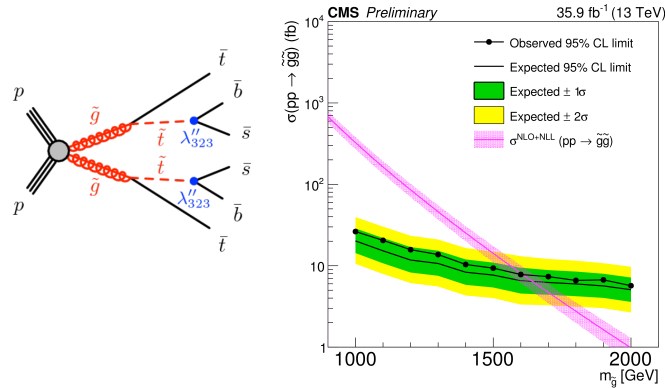 p
p
g̃
g̃
t̃
t̃
λ″₃₂₃
λ″₃₂₃
t̄
b̄
s̄
s̄
b̄
t̄
CMS Preliminary
35.9 fb⁻¹ (13 TeV)
σ(pp → g̃g̃) (fb)
10⁴
10³
10²
10
1
Observed 95% CL limit
Expected 95% CL limit
Expected ± 1σ
Expected ± 2σ
σᴺᴸᴼ⁺ᴺᴸᴸ (pp → g̃g̃)
1000 1500 2000
m_g̃ [GeV]